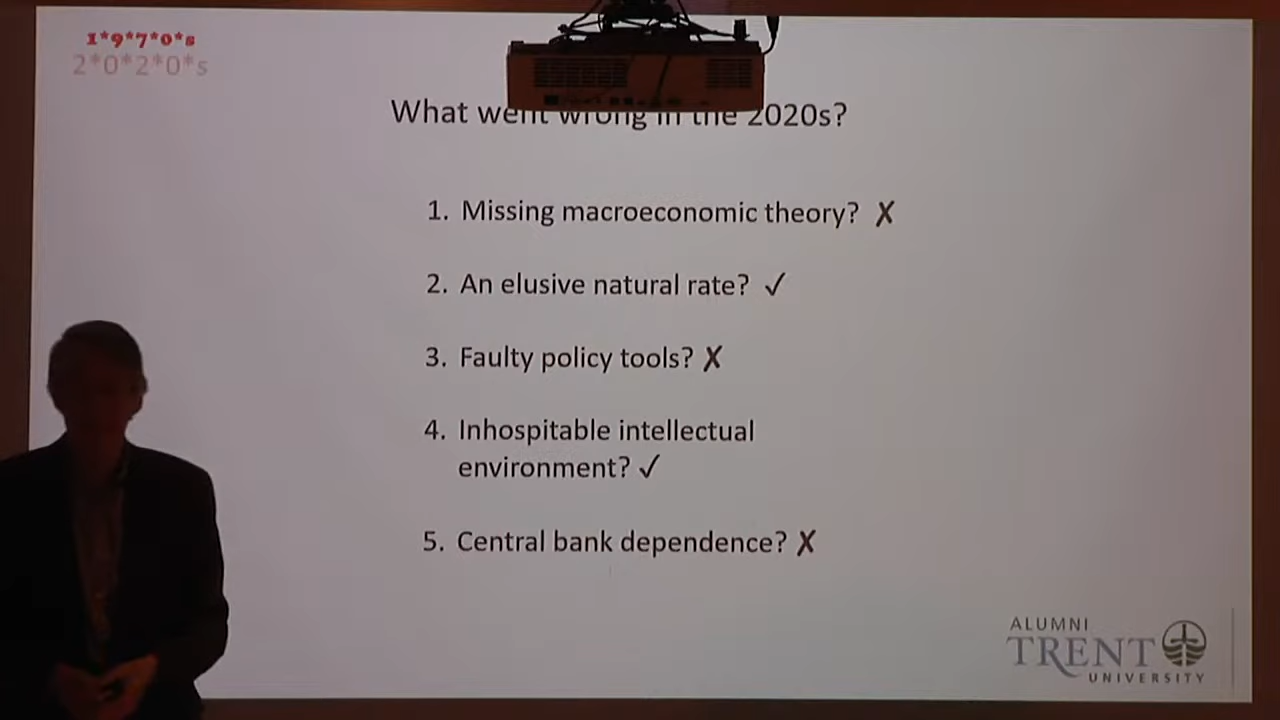 1*9*7*0*s
2*0*2*0*s
What went wrong in the 2020s?
1. Missing macroeconomic theory? ✗
2. An elusive natural rate? ✓
3. Faulty policy tools? ✗
4. Inhospitable intellectual
environment? ✓
5. Central bank dependence? ✗
ALUMNI
TRENT
UNIVERSITY